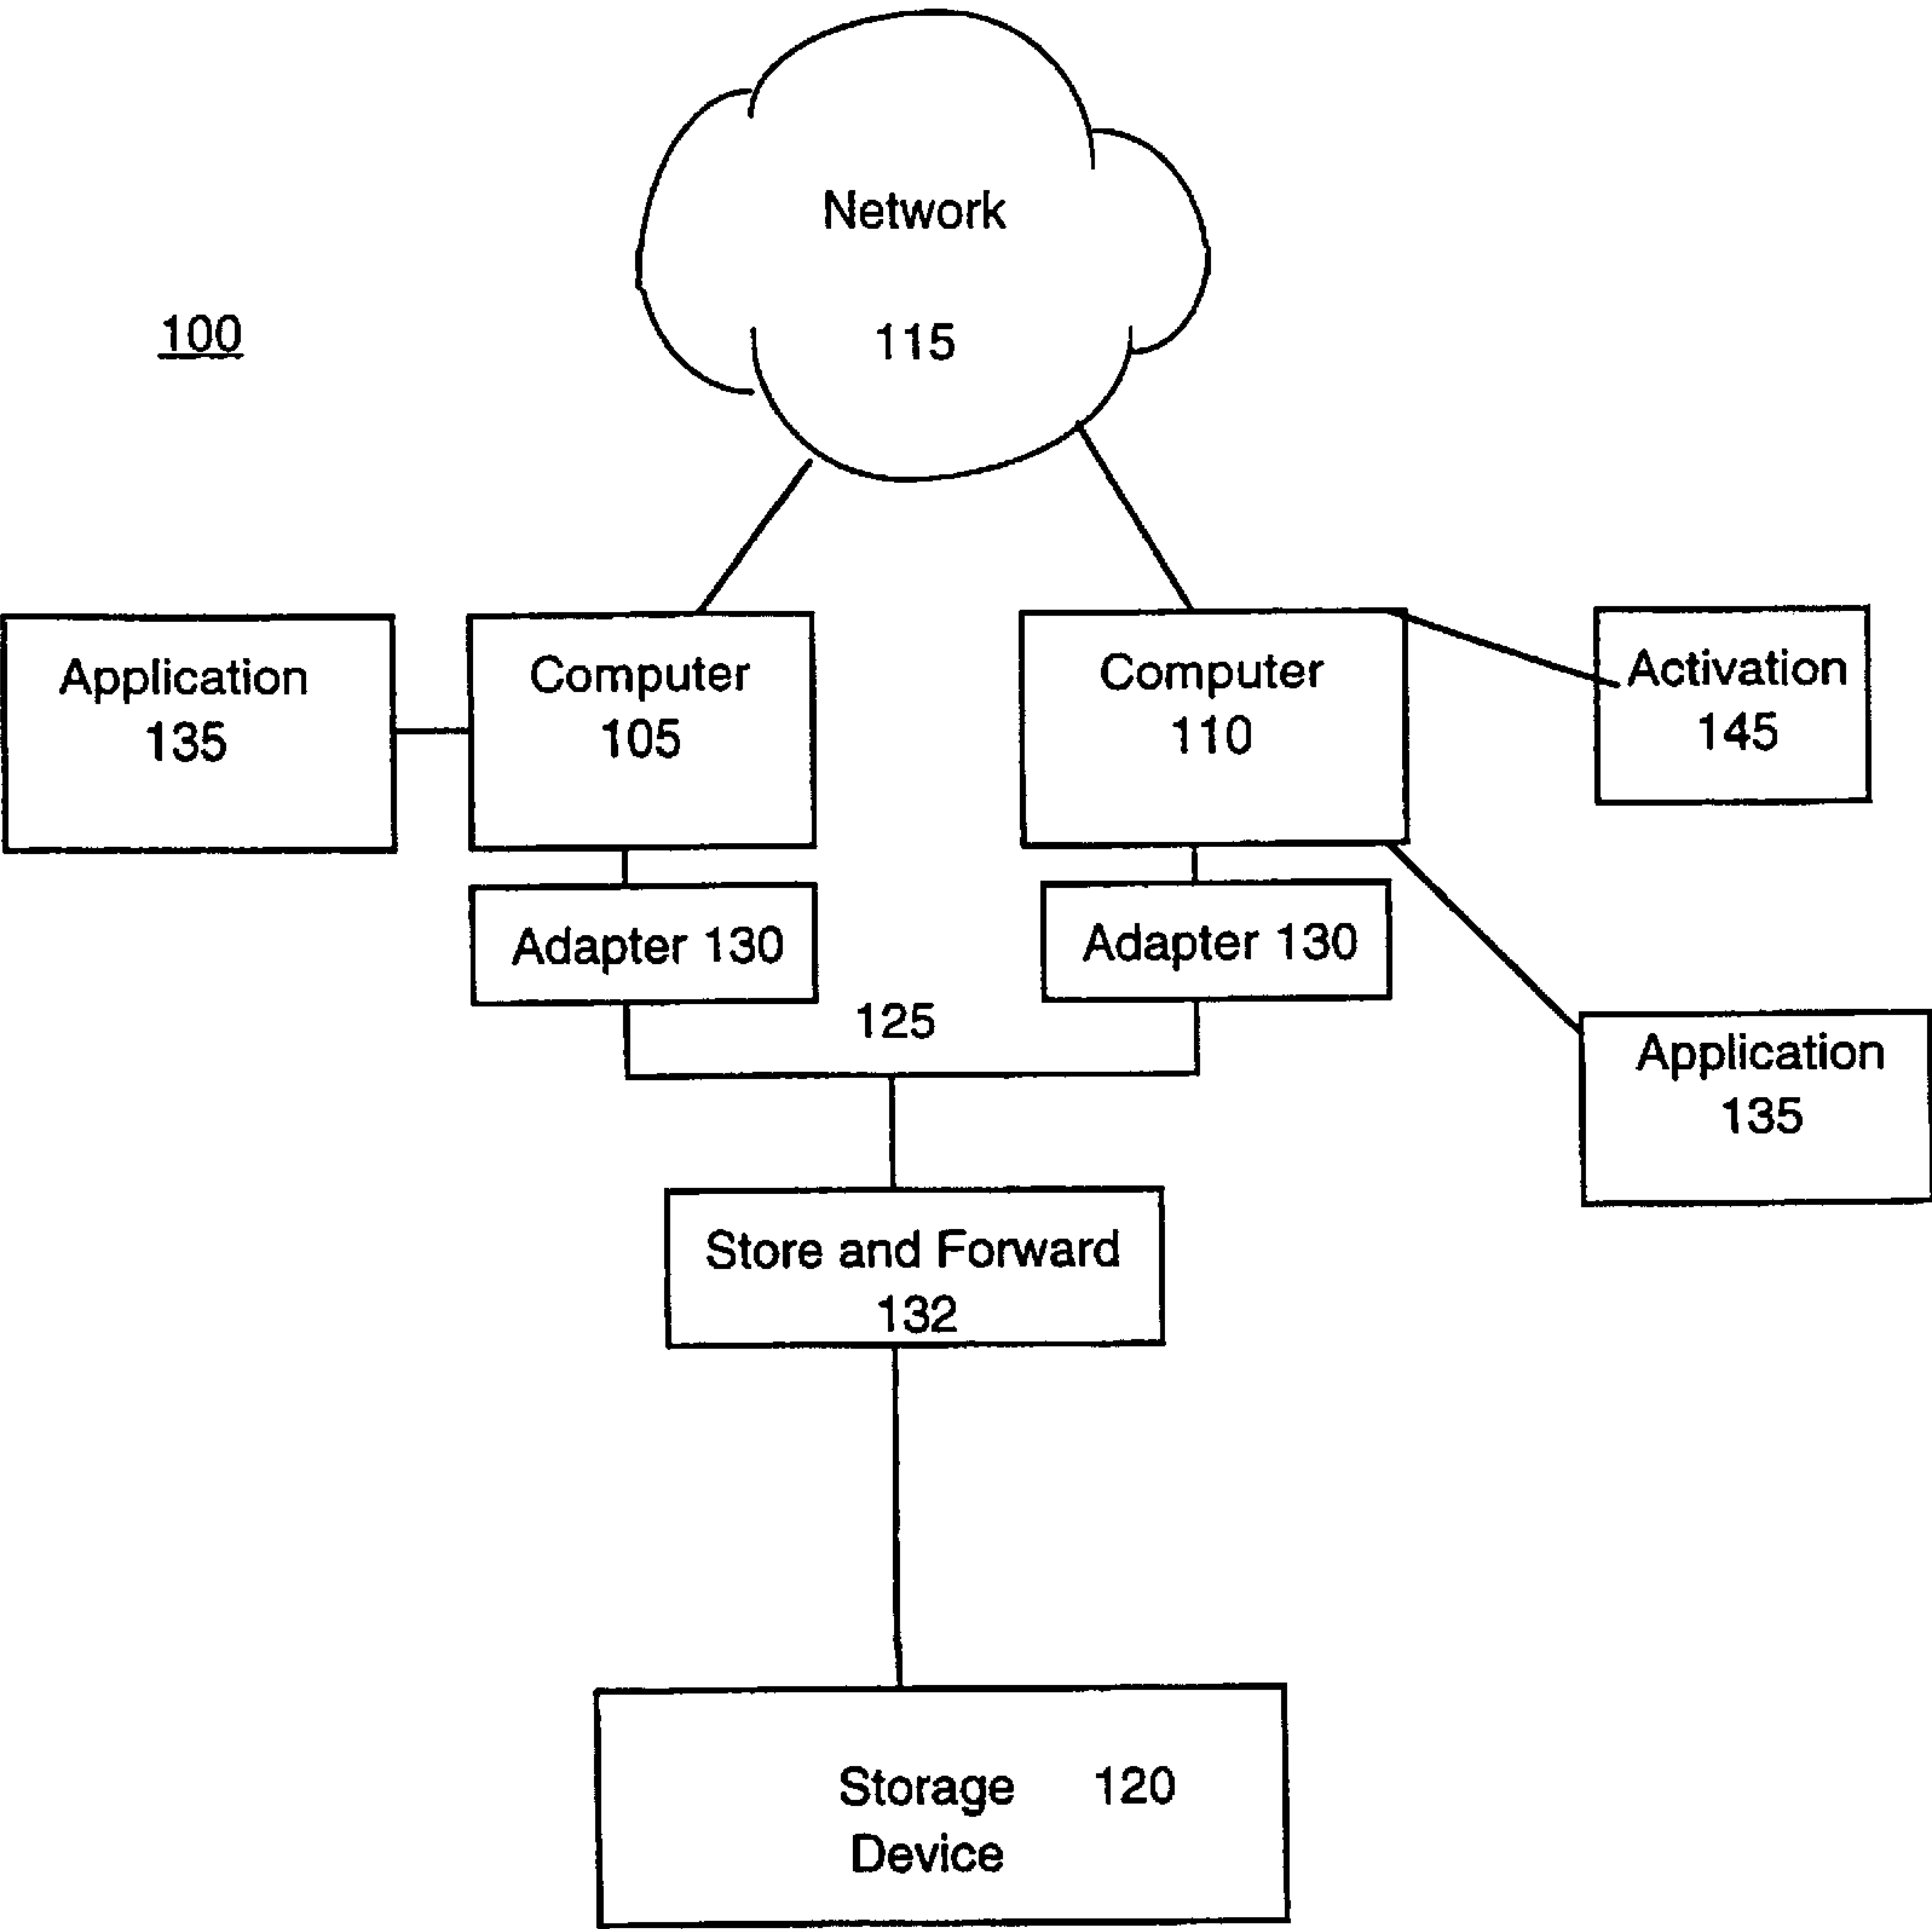 Network
115
100
Application
135
Computer
105
Computer
110
Activation
145
Adapter 130
Adapter 130
125
Application
135
Store and Forward
132
Storage 120
Device